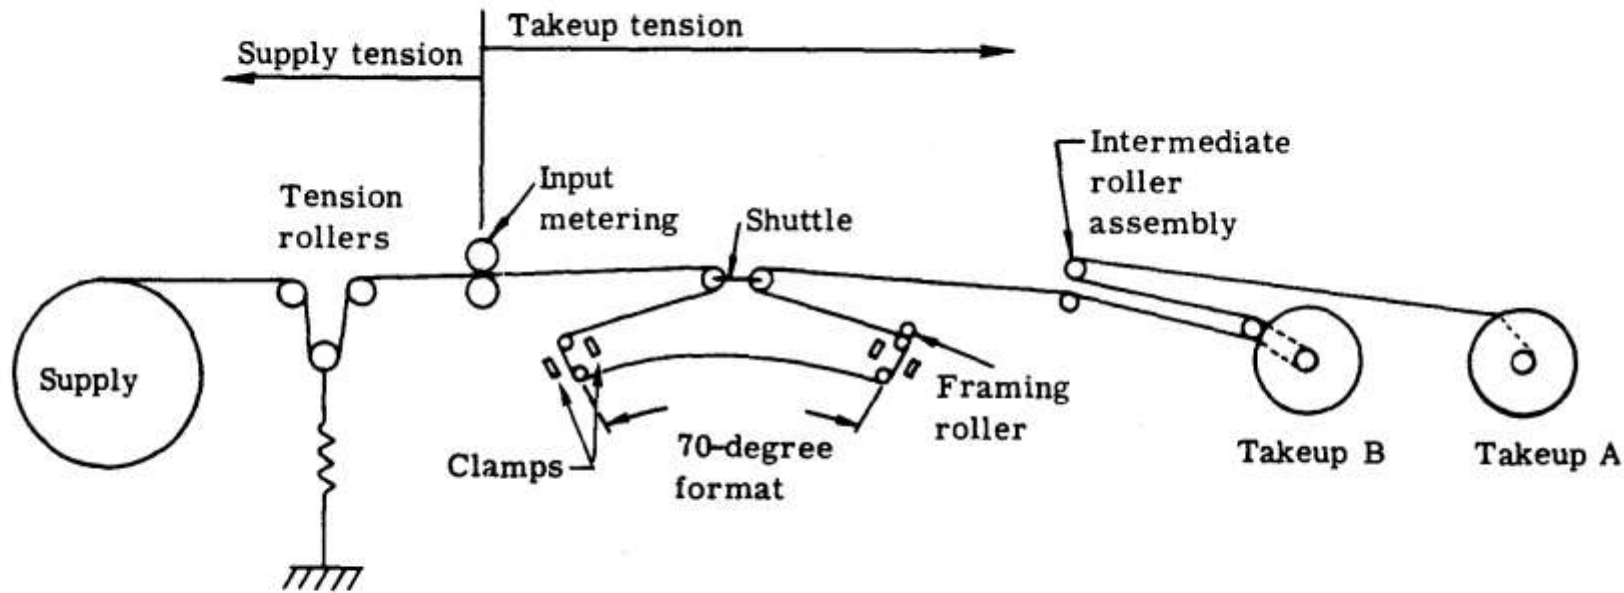 Takeup tension
Supply tension
Intermediate
roller
assembly
Input
metering
Tension
rollers
Shuttle
Supply
Framing
roller
Clamps
70-degree
format
Takeup B
Takeup A